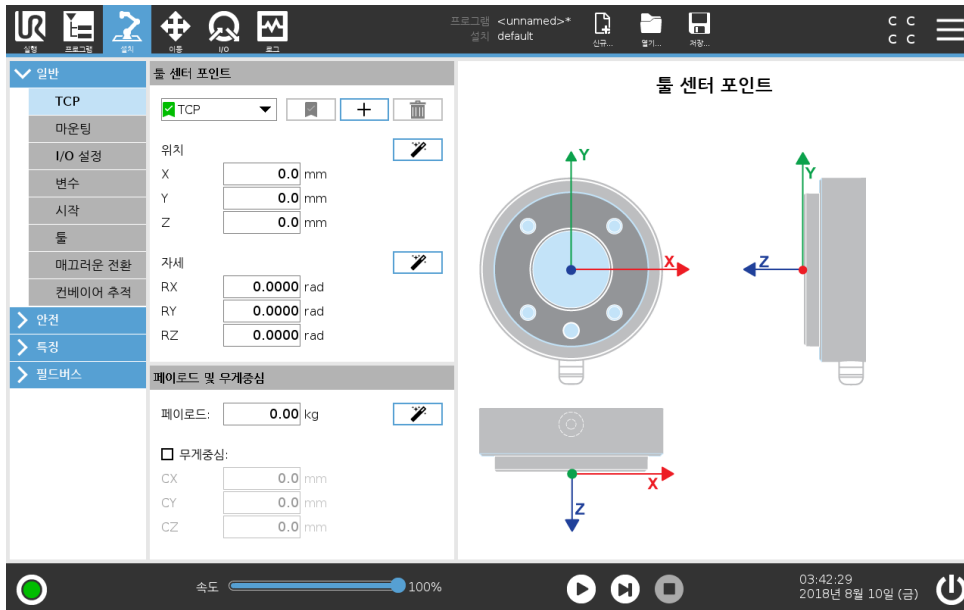 UR
실행 프로그램 설치 이동 I/O 로그
프로그램 <unnamed>*
설치 default
신규... 열기... 저장...
C C
C C
일반
TCP
마운팅
I/O 설정
변수
시작
툴
매끄러운 전환
컨베이어 추적
안전
특징
필드버스
툴 센터 포인트
TCP
위치
X 0.0 mm
Y 0.0 mm
Z 0.0 mm
자세
RX 0.0000 rad
RY 0.0000 rad
RZ 0.0000 rad
페이로드 및 무게중심
페이로드: 0.00 kg
무게중심:
CX 0.0 mm
CY 0.0 mm
CZ 0.0 mm
툴 센터 포인트
Y
X
Y
Z
X
Z
속도 100%
03:42:29
2018년 8월 10일 (금)